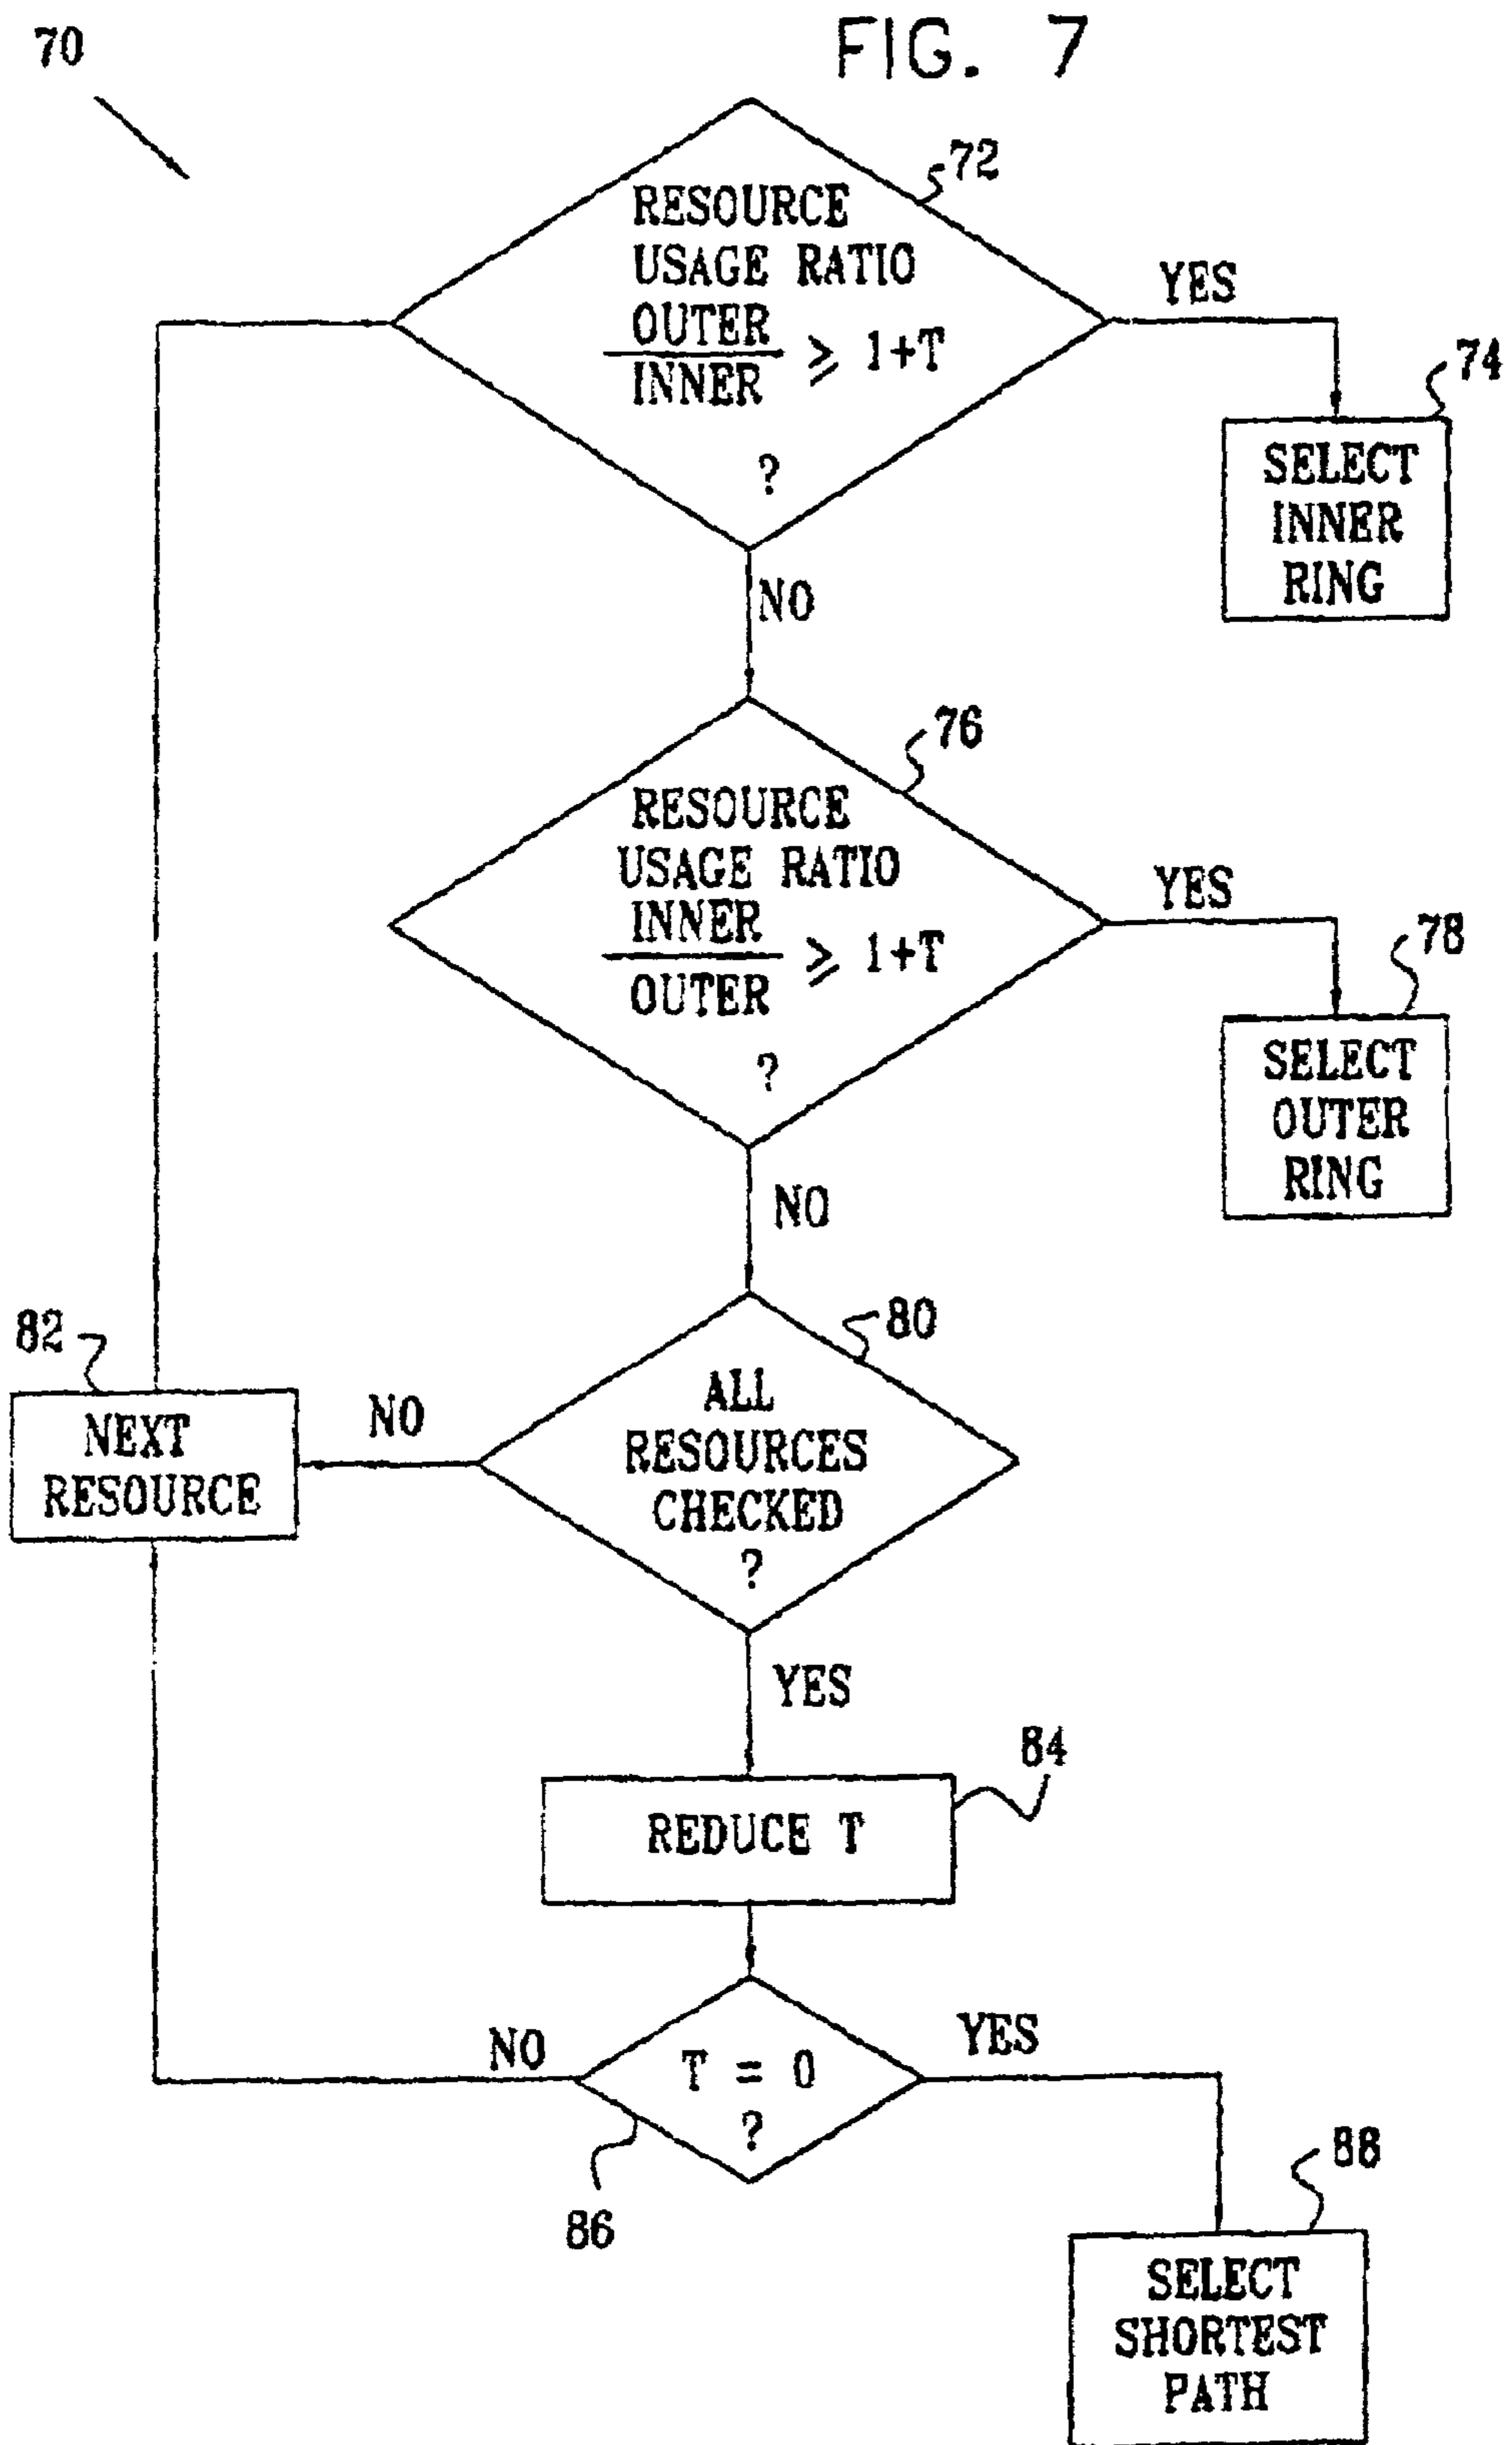 FIG. 7
70
72
RESOURCE
USAGE RATIO
OUTER
INNER
⩾ 1+T
?
YES
74
SELECT
INNER
RING
NO
76
RESOURCE
USAGE RATIO
INNER
OUTER
⩾ 1+T
?
YES
78
SELECT
OUTER
RING
NO
80
ALL
RESOURCES
CHECKED
?
NO
82
NEXT
RESOURCE
YES
84
REDUCE T
T = 0
?
NO
YES
86
88
SELECT
SHORTEST
PATH